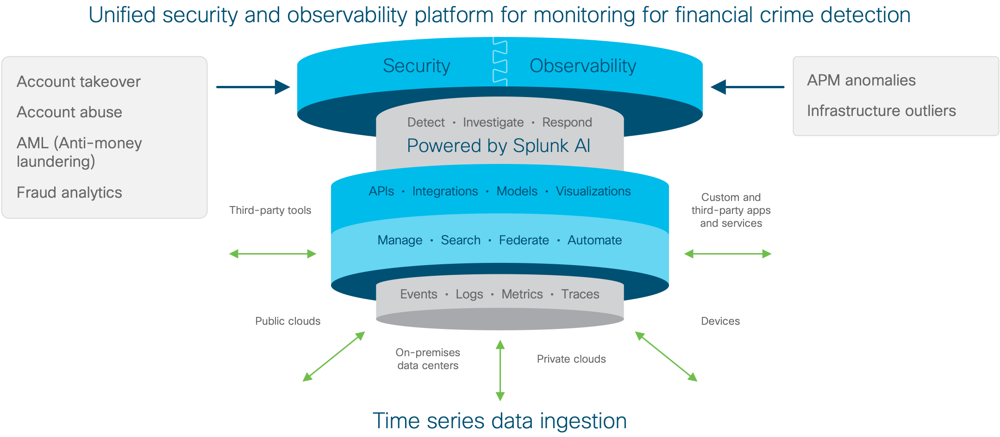 Unified security and observability platform for monitoring for financial crime detection
Security
Observability
Account takeover
Account abuse
AML (Anti-money
laundering)
Fraud analytics
APM anomalies
Infrastructure outliers
Detect · Investigate · Respond
Powered by Splunk AI
APIs · Integrations · Models · Visualizations
Third-party tools
Custom and
third-party apps
and services
Manage · Search · Federate · Automate
Events · Logs · Metrics · Traces
Public clouds
Devices
On-premises
data centers
Private clouds
Time series data ingestion